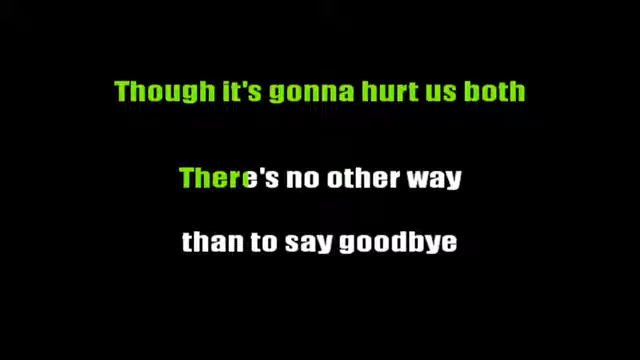 Though it's gonna hurt us both
There's no other way
than to say goodbye